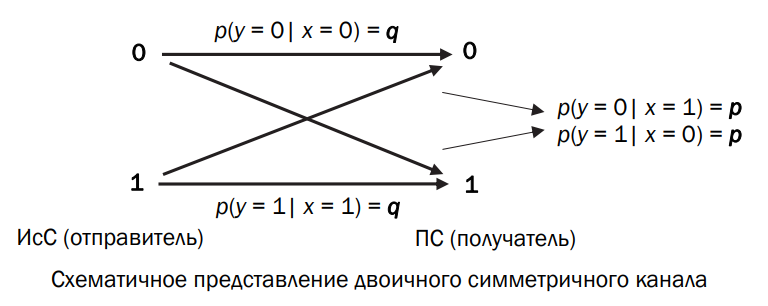 p(y = 0| x = 0) = q
0
0
p(y = 0| x = 1) = p
p(y = 1| x = 0) = p
1
1
p(y = 1| x = 1) = q
ИсС (отправитель)
ПС (получатель)
Схематичное представление двоичного симметричного канала